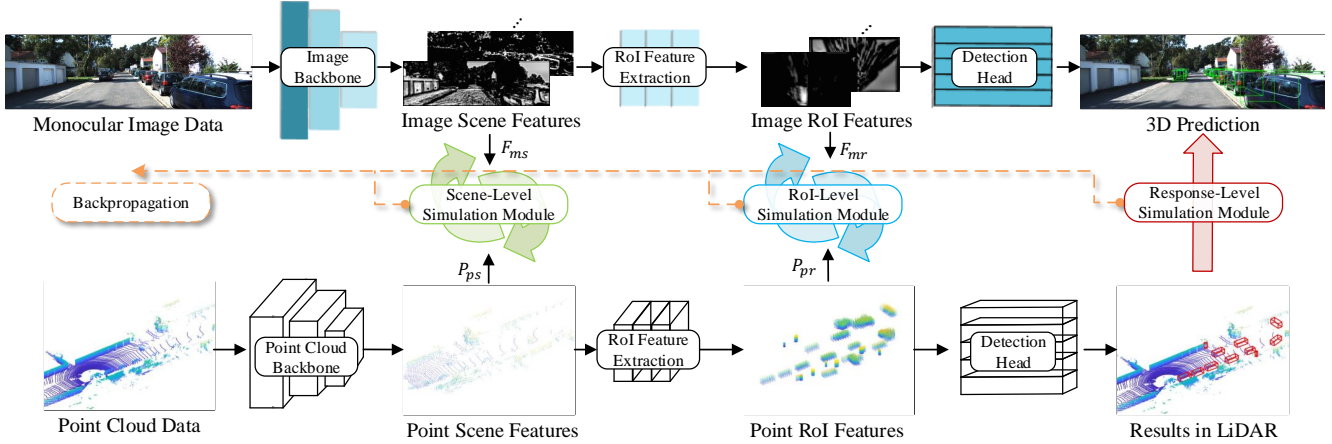 Image
Backbone
RoI Feature
Extraction
Detection
Head
Monocular Image Data
Image Scene Features
Image RoI Features
3D Prediction
F_ms
F_mr
Backpropagation
Scene-Level
Simulation Module
RoI-Level
Simulation Module
Response-Level
Simulation Module
P_ps
P_pr
Point Cloud
Backbone
RoI Feature
Extraction
Detection
Head
Point Cloud Data
Point Scene Features
Point RoI Features
Results in LiDAR